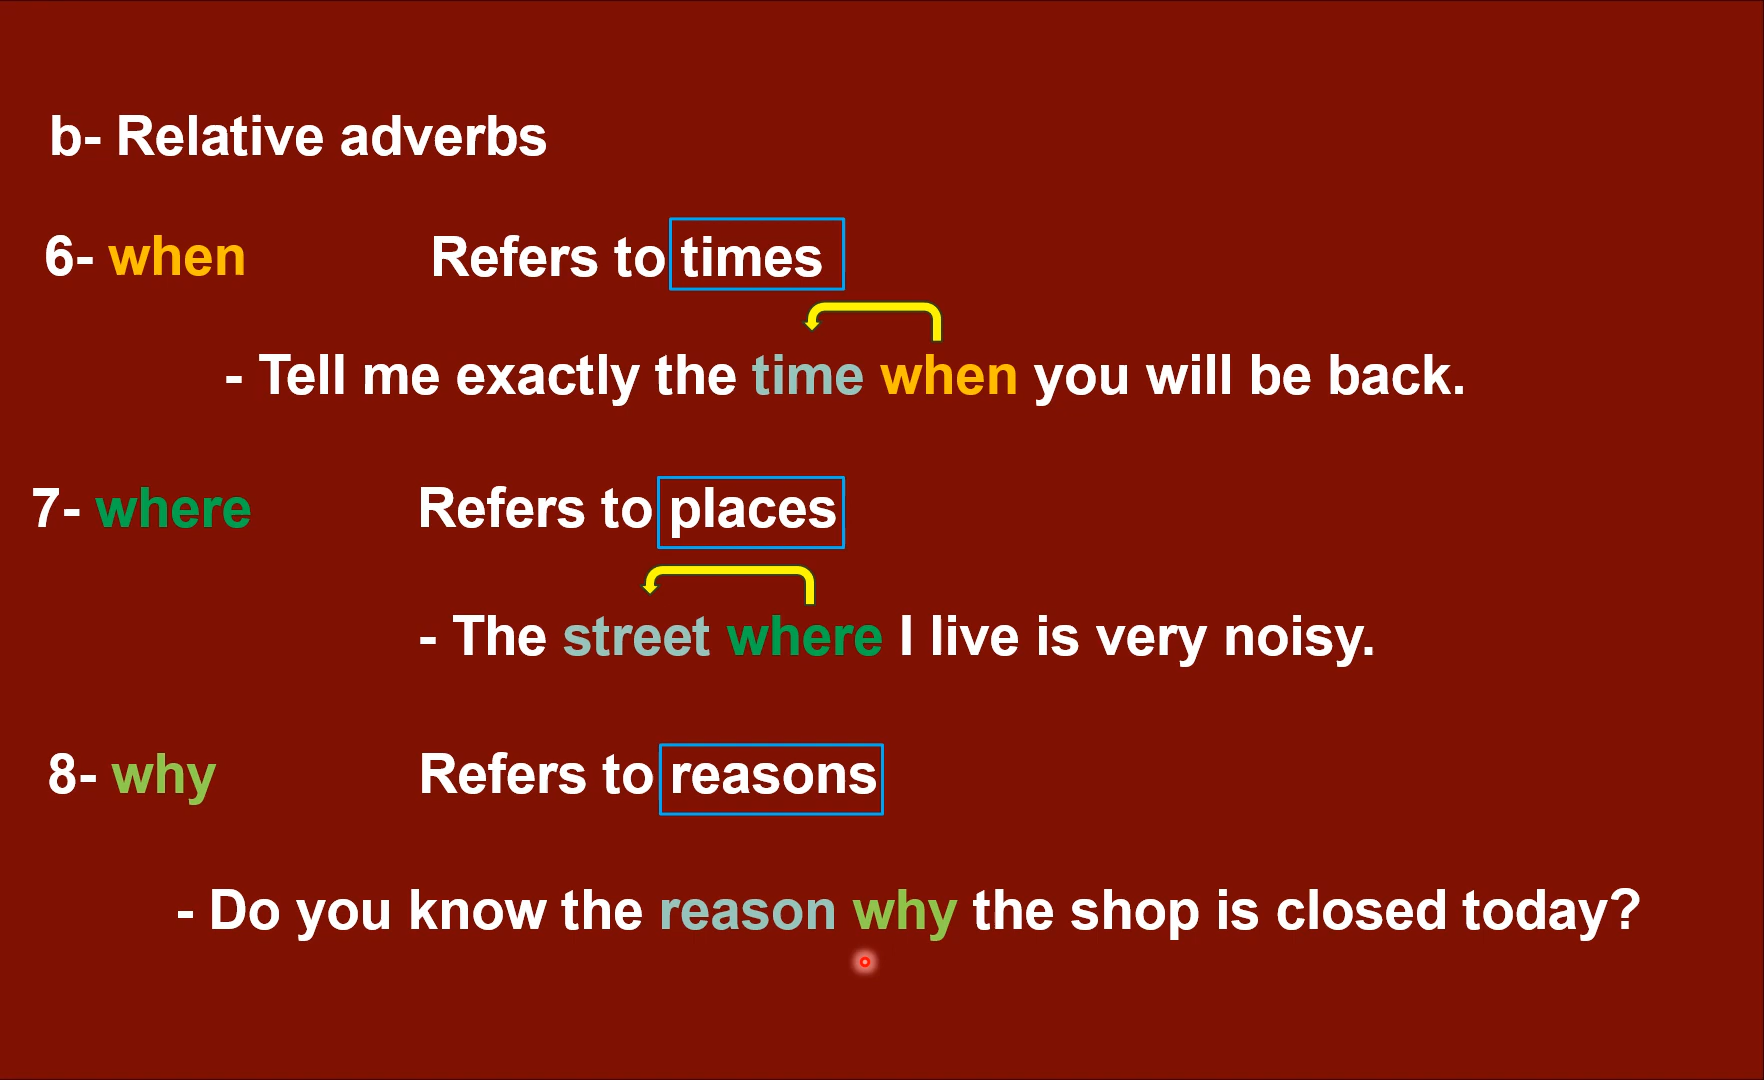 b- Relative adverbs
6- when Refers to times
- Tell me exactly the time when you will be back.
7- where Refers to places
- The street where I live is very noisy.
8- why Refers to reasons
- Do you know the reason why the shop is closed today?